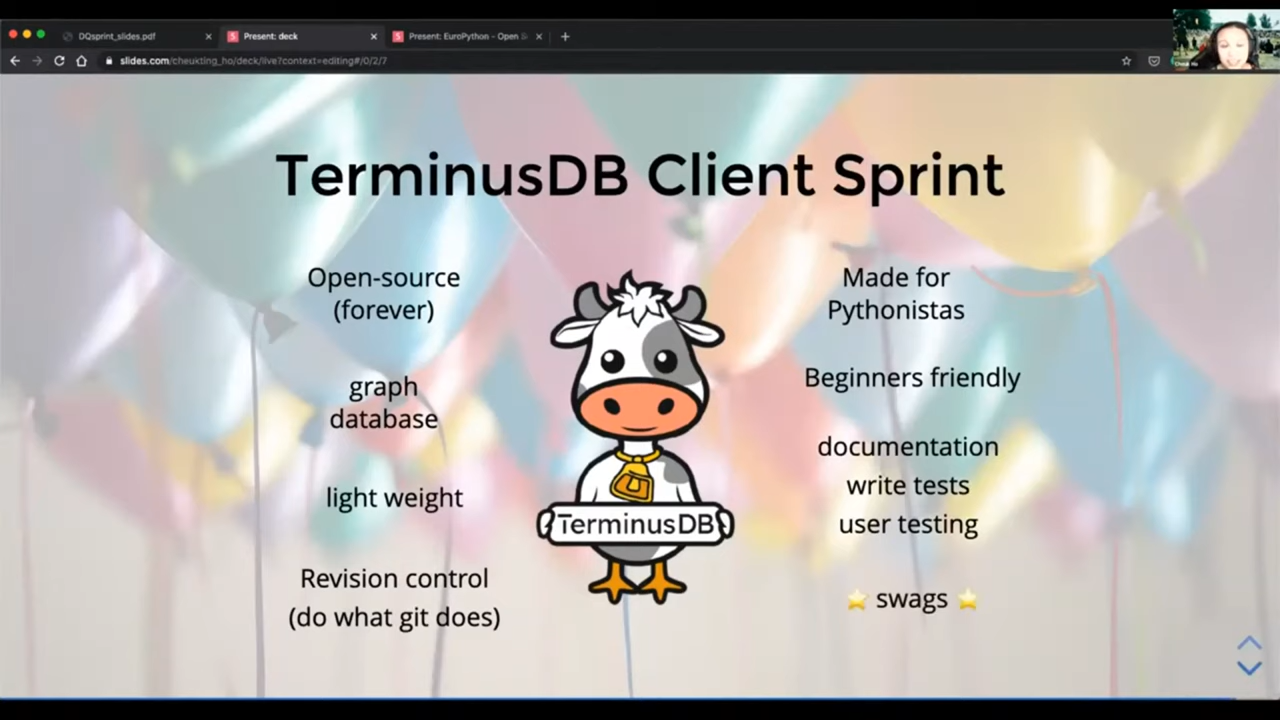 DQsprint_slides.pdf
Present: deck
Present: EuroPython - Open S
slides.com/cheukting_ho/deck/live?context=editing#/0/2/7
Cheuk Ho
TerminusDB Client Sprint
Open-source
(forever)
graph
database
light weight
Revision control
(do what git does)
TerminusDB
Made for
Pythonistas
Beginners friendly
documentation
write tests
user testing
⭐ swags ⭐